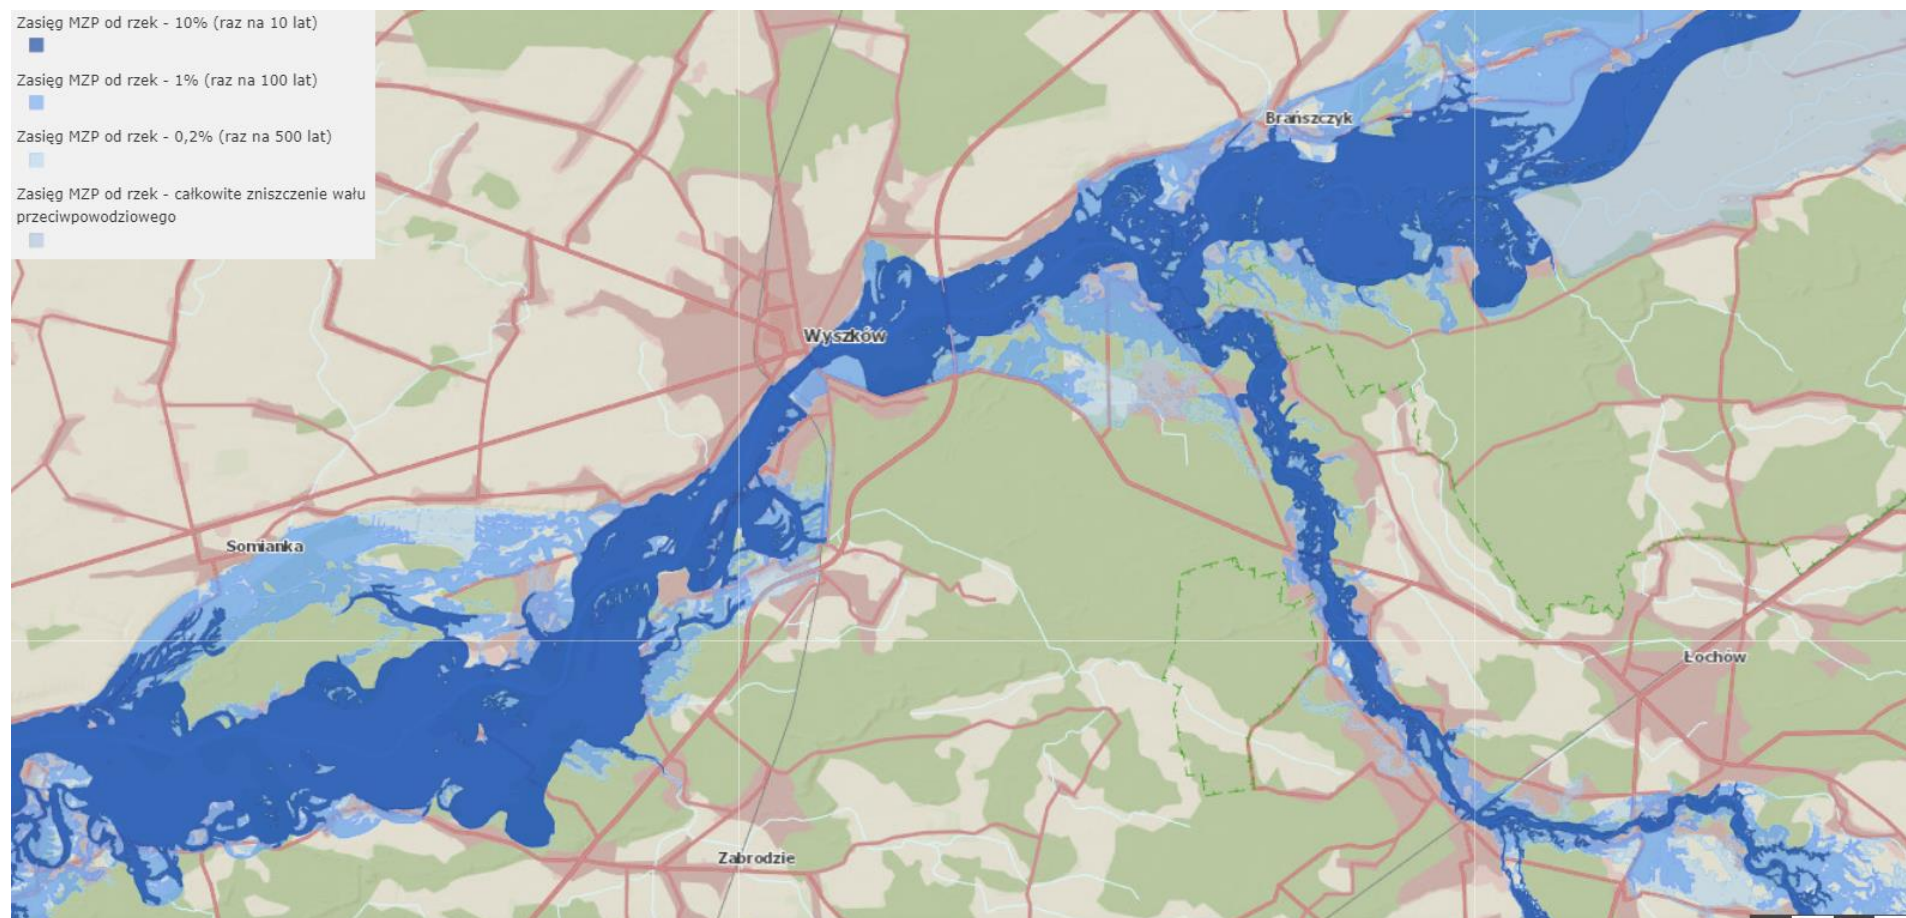 Zasięg MZP od rzek - 10% (raz na 10 lat)
Zasięg MZP od rzek - 1% (raz na 100 lat)
Zasięg MZP od rzek - 0,2% (raz na 500 lat)
Zasięg MZP od rzek - całkowite zniszczenie wału
przeciwpowodziowego
Brańszczyk
Wyszków
Somianka
Łochów
Zabrodzie